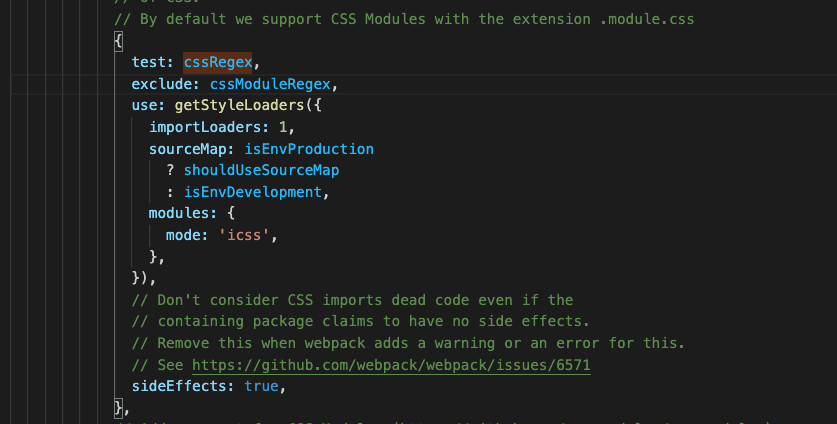 // of CSS.
// By default we support CSS Modules with the extension .module.css
{
test: cssRegex,
exclude: cssModuleRegex,
use: getStyleLoaders({
importLoaders: 1,
sourceMap: isEnvProduction
? shouldUseSourceMap
: isEnvDevelopment,
modules: {
mode: 'icss',
},
}),
// Don't consider CSS imports dead code even if the
// containing package claims to have no side effects.
// Remove this when webpack adds a warning or an error for this.
// See https://github.com/webpack/webpack/issues/6571
sideEffects: true,
},